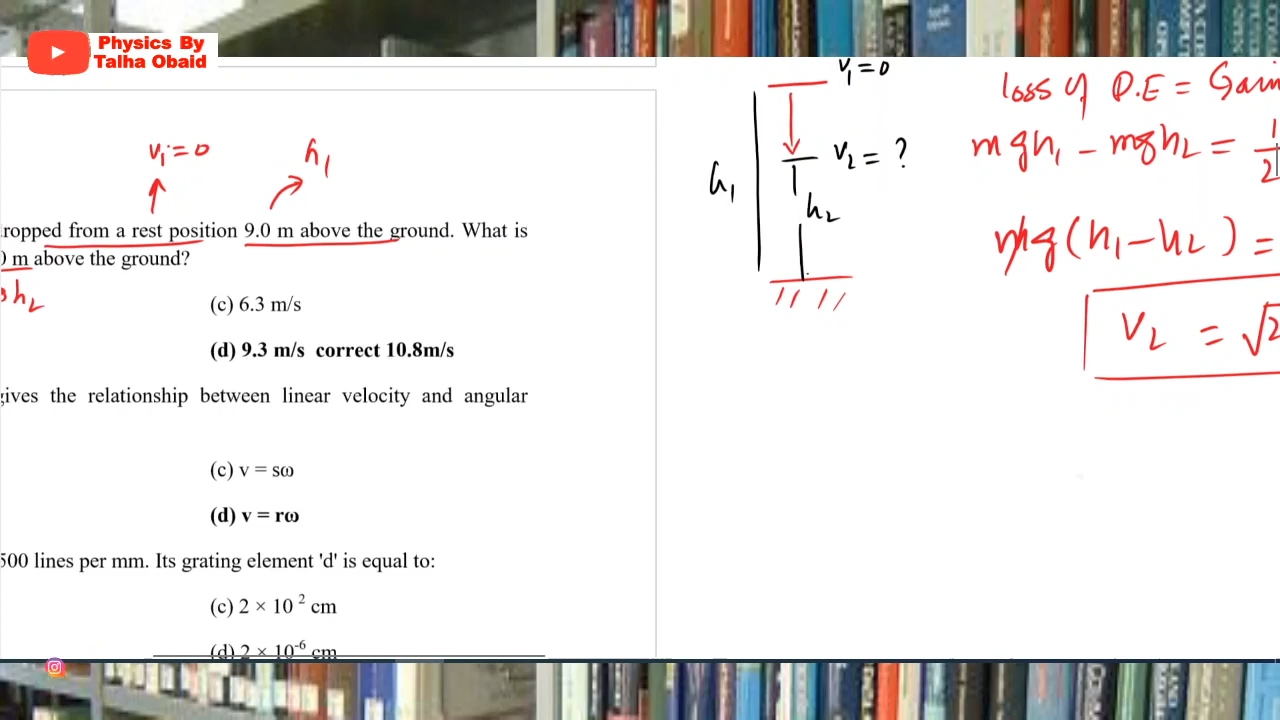 Physics By
Talha Obaid
v₁ = 0
h₁
ropped from a rest position 9.0 m above the ground. What is
0 m above the ground?
h₂
(c) 6.3 m/s
(d) 9.3 m/s correct 10.8m/s
gives the relationship between linear velocity and angular
(c) v = sω
(d) v = rω
500 lines per mm. Its grating element 'd' is equal to:
(c) 2 × 10 ² cm
(d) 2 × 10⁻⁶ cm
v₁ = 0
v₂ = ?
h₁
h₂
loss of P.E = Gain
mgh₁ - mgh₂ = 1/2
mg(h₁ - h₂) =
v₂ = √2